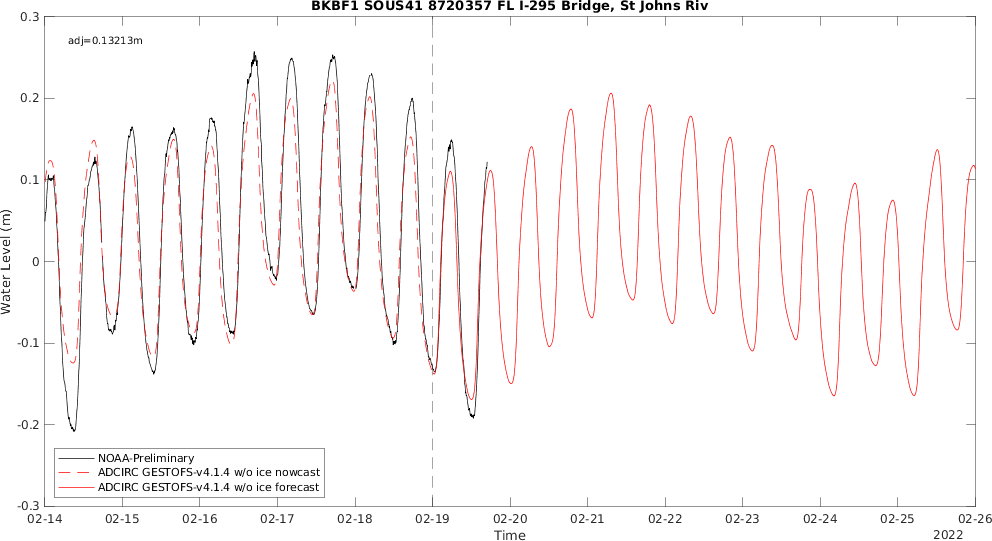 BKBF1 SOUS41 8720357 FL I-295 Bridge, St Johns Riv
adj=0.13213m
0.3
0.2
0.1
0
-0.1
-0.2
-0.3
Water Level (m)
NOAA-Preliminary
ADCIRC GESTOFS-v4.1.4 w/o ice nowcast
ADCIRC GESTOFS-v4.1.4 w/o ice forecast
02-14 02-15 02-16 02-17 02-18 02-19 02-20 02-21 02-22 02-23 02-24 02-25 02-26
Time
2022